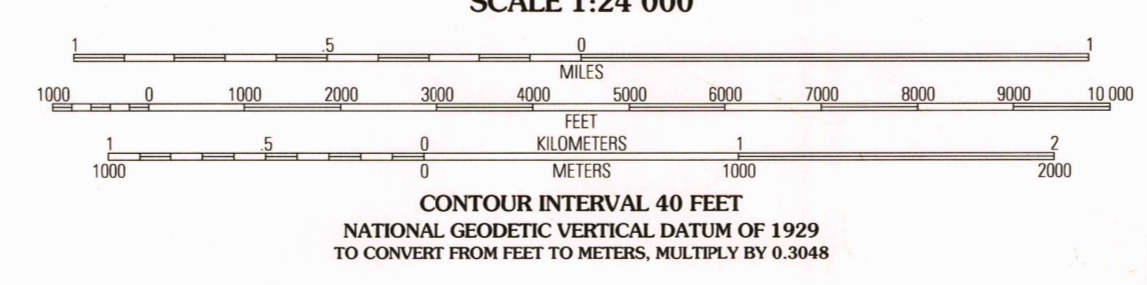 SCALE 1:24 000
1 .5 0 1
MILES
1000 0 1000 2000 3000 4000 5000 6000 7000 8000 9000 10 000
FEET
1 .5 0 KILOMETERS 1 2
1000 0 METERS 1000 2000
CONTOUR INTERVAL 40 FEET
NATIONAL GEODETIC VERTICAL DATUM OF 1929
TO CONVERT FROM FEET TO METERS, MULTIPLY BY 0.3048